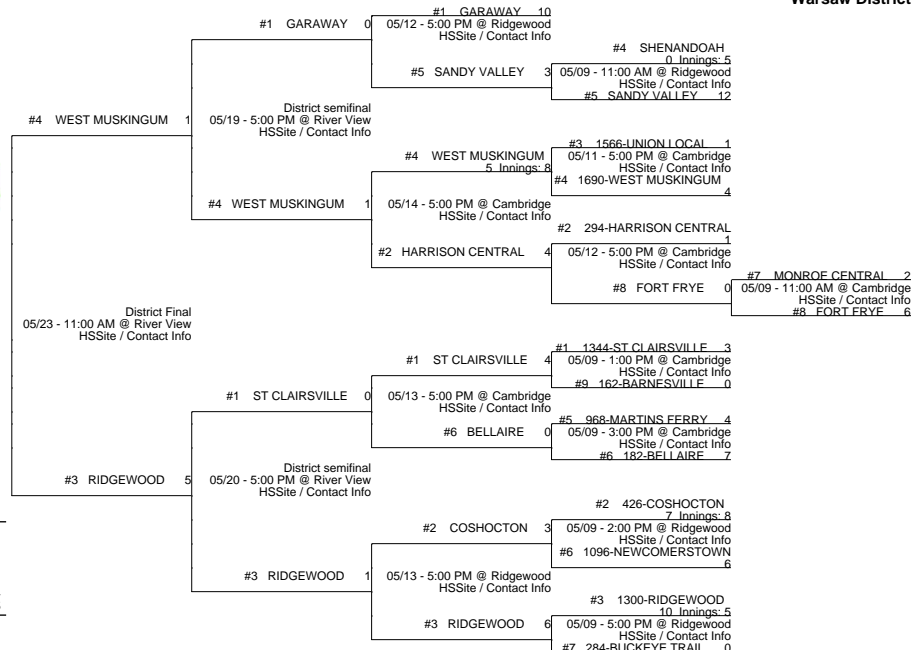 Warsaw District
#1 GARAWAY 10
#1 GARAWAY 0
05/12 - 5:00 PM @ Ridgewood
HSSite / Contact Info
#4 SHENANDOAH
0 Innings: 5
#5 SANDY VALLEY 3
05/09 - 11:00 AM @ Ridgewood
HSSite / Contact Info
#5 SANDY VALLEY 12
District semifinal
05/19 - 5:00 PM @ River View
HSSite / Contact Info
#4 WEST MUSKINGUM 1
#3 1566-UNION LOCAL 1
#4 WEST MUSKINGUM
5 Innings: 8
05/11 - 5:00 PM @ Cambridge
HSSite / Contact Info
#4 1690-WEST MUSKINGUM
4
#4 WEST MUSKINGUM 1
05/14 - 5:00 PM @ Cambridge
HSSite / Contact Info
#2 294-HARRISON CENTRAL
1
#2 HARRISON CENTRAL 4
05/12 - 5:00 PM @ Cambridge
HSSite / Contact Info
#8 FORT FRYE 0
#7 MONROE CENTRAL 2
05/09 - 11:00 AM @ Cambridge
HSSite / Contact Info
#8 FORT FRYE 6
District Final
05/23 - 11:00 AM @ River View
HSSite / Contact Info
#1 1344-ST CLAIRSVILLE 3
#1 ST CLAIRSVILLE 4
05/09 - 1:00 PM @ Cambridge
HSSite / Contact Info
#9 162-BARNESVILLE 0
#1 ST CLAIRSVILLE 0
05/13 - 5:00 PM @ Cambridge
HSSite / Contact Info
#5 968-MARTINS FERRY 4
#6 BELLAIRE 0
05/09 - 3:00 PM @ Cambridge
HSSite / Contact Info
#6 182-BELLAIRE 7
District semifinal
05/20 - 5:00 PM @ River View
HSSite / Contact Info
#3 RIDGEWOOD 5
#2 426-COSHOCTON
7 Innings: 8
#2 COSHOCTON 3
05/09 - 2:00 PM @ Ridgewood
HSSite / Contact Info
#6 1096-NEWCOMERSTOWN
6
#3 RIDGEWOOD 1
05/13 - 5:00 PM @ Ridgewood
HSSite / Contact Info
#3 1300-RIDGEWOOD
10 Innings: 5
#3 RIDGEWOOD 6
05/09 - 5:00 PM @ Ridgewood
HSSite / Contact Info
#7 284-BUCKEYE TRAIL 0